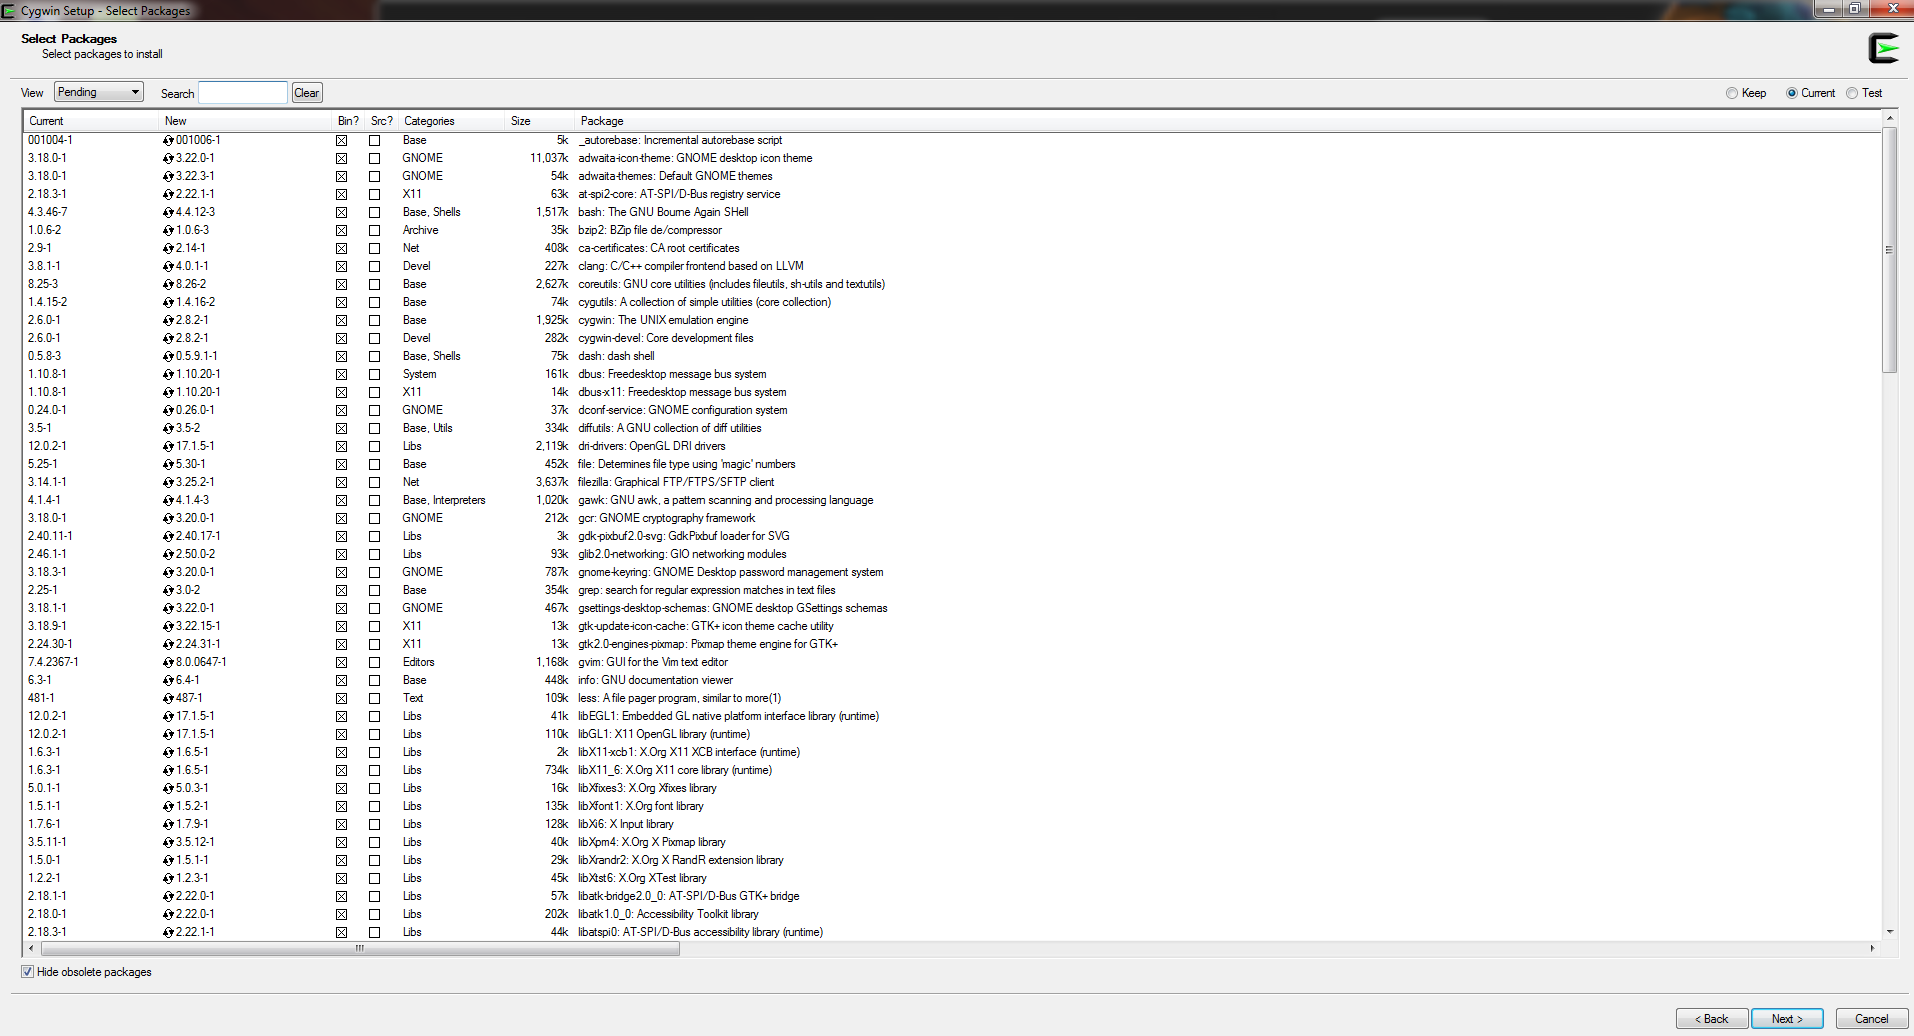 Cygwin Setup - Select Packages
Select Packages
Select packages to install
View Pending Search Clear Keep Current Test
Current New Bin? Src? Categories Size Package
001004-1 001006-1 Base 5k _autorebase: Incremental autorebase script
3.18.0-1 3.22.0-1 GNOME 11,037k adwaita-icon-theme: GNOME desktop icon theme
3.18.0-1 3.22.3-1 GNOME 54k adwaita-themes: Default GNOME themes
2.18.3-1 2.22.1-1 X11 63k at-spi2-core: AT-SPI/D-Bus registry service
4.3.46-7 4.4.12-3 Base, Shells 1,517k bash: The GNU Bourne Again SHell
1.0.6-2 1.0.6-3 Archive 35k bzip2: BZip file de/compressor
2.9-1 2.14-1 Net 408k ca-certificates: CA root certificates
3.8.1-1 4.0.1-1 Devel 227k clang: C/C++ compiler frontend based on LLVM
8.25-3 8.26-2 Base 2,627k coreutils: GNU core utilities (includes fileutils, sh-utils and textutils)
1.4.15-2 1.4.16-2 Base 74k cygutils: A collection of simple utilities (core collection)
2.6.0-1 2.8.2-1 Base 1,925k cygwin: The UNIX emulation engine
2.6.0-1 2.8.2-1 Devel 282k cygwin-devel: Core development files
0.5.8-3 0.5.9.1-1 Base, Shells 75k dash: dash shell
1.10.8-1 1.10.20-1 System 161k dbus: Freedesktop message bus system
1.10.8-1 1.10.20-1 X11 14k dbus-x11: Freedesktop message bus system
0.24.0-1 0.26.0-1 GNOME 37k dconf-service: GNOME configuration system
3.5-1 3.5-2 Base, Utils 334k diffutils: A GNU collection of diff utilities
12.0.2-1 17.1.5-1 Libs 2,119k dri-drivers: OpenGL DRI drivers
5.25-1 5.30-1 Base 452k file: Determines file type using 'magic' numbers
3.14.1-1 3.25.2-1 Net 3,637k filezilla: Graphical FTP/FTPS/SFTP client
4.1.4-1 4.1.4-3 Base, Interpreters 1,020k gawk: GNU awk, a pattern scanning and processing language
3.18.0-1 3.20.0-1 GNOME 212k gcr: GNOME cryptography framework
2.40.11-1 2.40.17-1 Libs 3k gdk-pixbuf2.0-svg: GdkPixbuf loader for SVG
2.46.1-1 2.50.0-2 Libs 93k glib2.0-networking: GIO networking modules
3.18.3-1 3.20.0-1 GNOME 787k gnome-keyring: GNOME Desktop password management system
2.25-1 3.0-2 Base 354k grep: search for regular expression matches in text files
3.18.1-1 3.22.0-1 GNOME 467k gsettings-desktop-schemas: GNOME desktop GSettings schemas
3.18.9-1 3.22.15-1 X11 13k gtk-update-icon-cache: GTK+ icon theme cache utility
2.24.30-1 2.24.31-1 X11 13k gtk2.0-engines-pixmap: Pixmap theme engine for GTK+
7.4.2367-1 8.0.0647-1 Editors 1,168k gvim: GUI for the Vim text editor
6.3-1 6.4-1 Base 448k info: GNU documentation viewer
481-1 487-1 Text 109k less: A file pager program, similar to more(1)
12.0.2-1 17.1.5-1 Libs 41k libEGL1: Embedded GL native platform interface library (runtime)
12.0.2-1 17.1.5-1 Libs 110k libGL1: X11 OpenGL library (runtime)
1.6.3-1 1.6.5-1 Libs 2k libX11-xcb1: X.Org X11 XCB interface (runtime)
1.6.3-1 1.6.5-1 Libs 734k libX11_6: X.Org X11 core library (runtime)
5.0.1-1 5.0.3-1 Libs 16k libXfixes3: X.Org Xfixes library
1.5.1-1 1.5.2-1 Libs 135k libXfont1: X.Org font library
1.7.6-1 1.7.9-1 Libs 128k libXi6: X Input library
3.5.11-1 3.5.12-1 Libs 40k libXpm4: X.Org X Pixmap library
1.5.0-1 1.5.1-1 Libs 29k libXrandr2: X.Org X RandR extension library
1.2.2-1 1.2.3-1 Libs 45k libXtst6: X.Org XTest library
2.18.1-1 2.22.0-1 Libs 57k libatk-bridge2.0_0: AT-SPI/D-Bus GTK+ bridge
2.18.0-1 2.22.0-1 Libs 202k libatk1.0_0: Accessibility Toolkit library
2.18.3-1 2.22.1-1 Libs 44k libatspi0: AT-SPI/D-Bus accessibility library (runtime)
Hide obsolete packages
< Back Next > Cancel